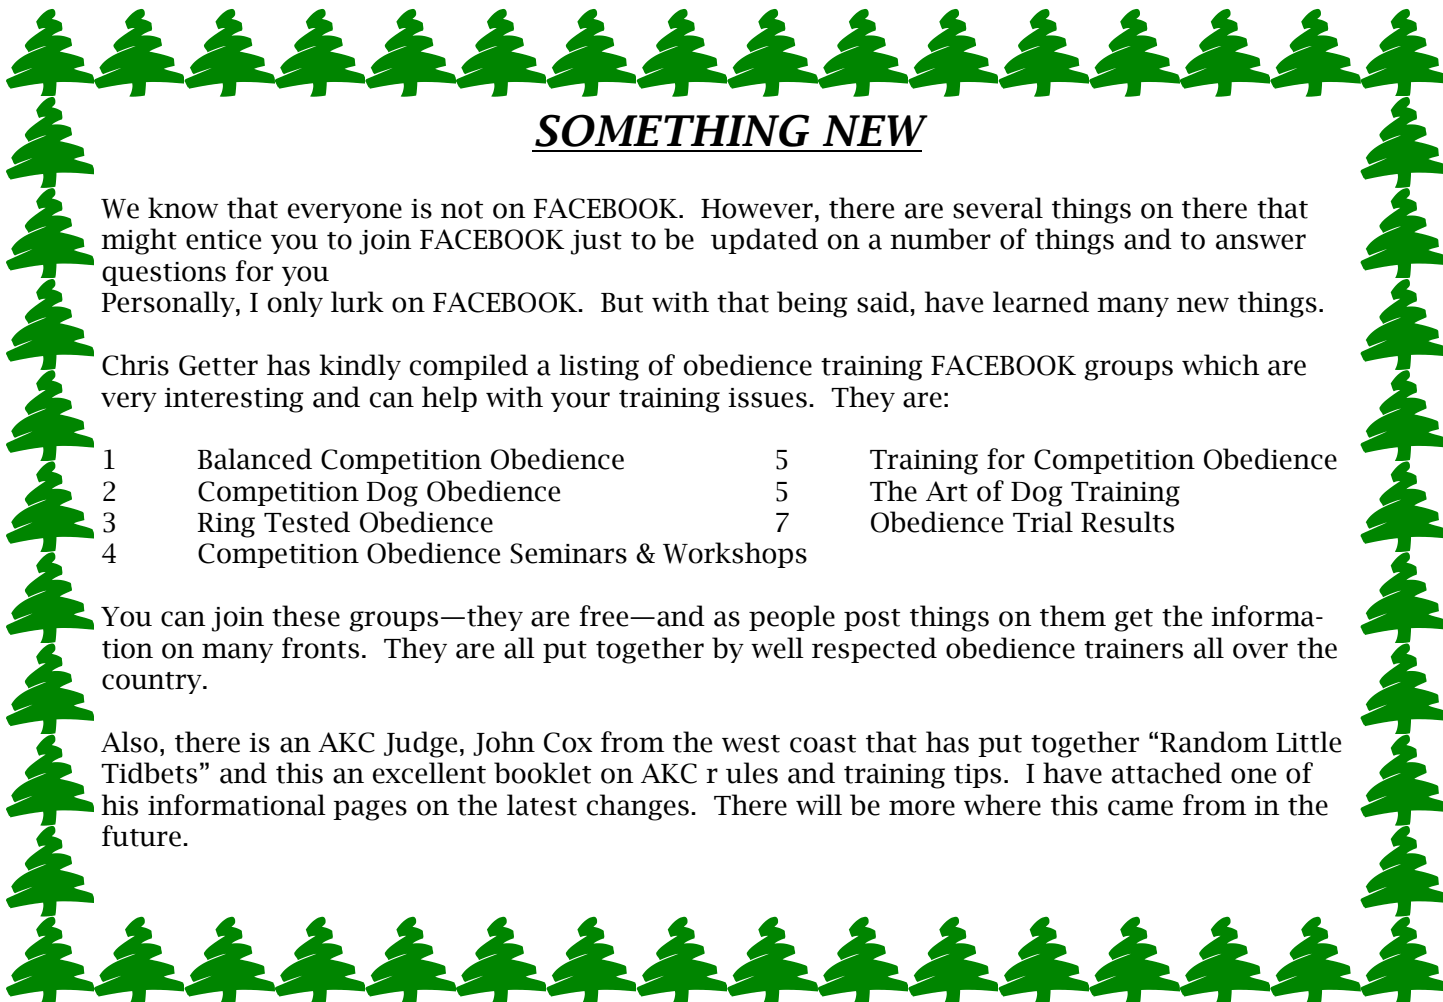 SOMETHING NEW
We know that everyone is not on FACEBOOK.  However, there are several things on there that
might entice you to join FACEBOOK just to be  updated on a number of things and to answer
questions for you
Personally, I only lurk on FACEBOOK.  But with that being said, have learned many new things.
Chris Getter has kindly compiled a listing of obedience training FACEBOOK groups which are
very interesting and can help with your training issues.  They are:
1 Balanced Competition Obedience 5 Training for Competition Obedience
2 Competition Dog Obedience 5 The Art of Dog Training
3 Ring Tested Obedience 7 Obedience Trial Results
4 Competition Obedience Seminars & Workshops
You can join these groups—they are free—and as people post things on them get the informa-
tion on many fronts.  They are all put together by well respected obedience trainers all over the
country.
Also, there is an AKC Judge, John Cox from the west coast that has put together “Random Little
Tidbets” and this an excellent booklet on AKC r ules and training tips.  I have attached one of
his informational pages on the latest changes.  There will be more where this came from in the
future.